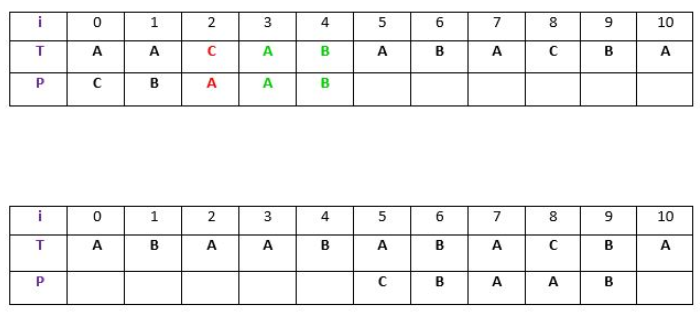 i 0 1 2 3 4 5 6 7 8 9 10
T A A C A B A B A C B A
P C B A A B
i 0 1 2 3 4 5 6 7 8 9 10
T A B A A B A B A C B A
P C B A A B